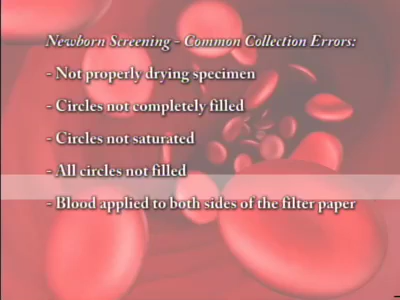 Newborn Screening - Common Collection Errors:
- Not properly drying specimen
- Circles not completely filled
- Circles not saturated
- All circles not filled
- Blood applied to both sides of the filter paper